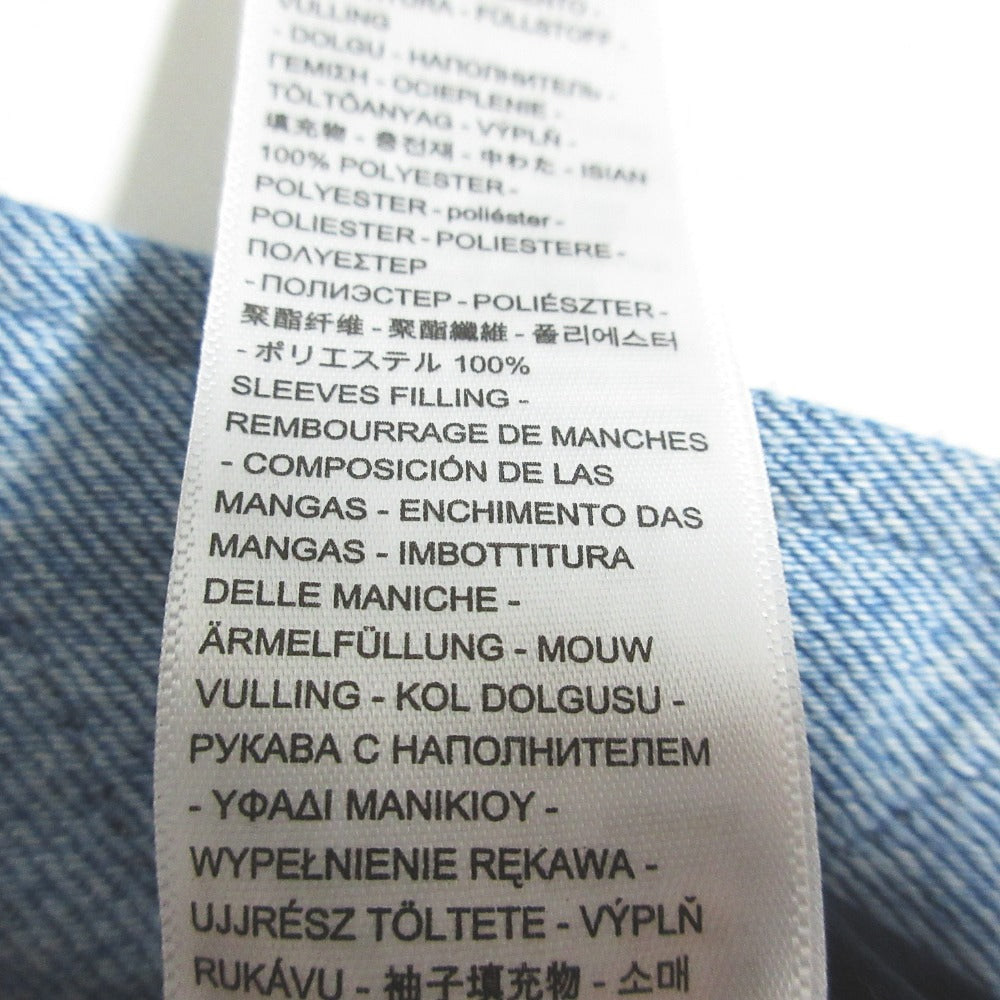 FÜLLSTOFF -
VULLING
- DOLGU - НАПОЛНИТЕЛЬ -
ΓΕΜΙΣΗ - OCIEPLENIE -
TÖLTÖANYAG - VÝPLŇ -
填充物 - 충전재 - 中わた - ISIAN
100% POLYESTER -
POLYESTER - poliéster -
POLIESTER - POLIESTERE -
ΠΟΛΥΕΣΤΕΡ
- ПОЛИЭСТЕР - POLIÉSZTER -
聚酯纤维 - 聚酯纖維 - 폴리에스터
- ポリエステル 100%
SLEEVES FILLING -
REMBOURRAGE DE MANCHES
- COMPOSICIÓN DE LAS
MANGAS - ENCHIMENTO DAS
MANGAS - IMBOTTITURA
DELLE MANICHE -
ÄRMELFÜLLUNG - MOUW
VULLING - KOL DOLGUSU -
РУКАВА С НАПОЛНИТЕЛЕМ
- ΥΦΑΔΙ ΜΑΝΙΚΙΟΥ -
WYPEŁNIENIE RĘKAWA -
UJJRÉSZ TÖLTETE - VÝPLŇ
RUKÁVU - 袖子填充物 - 소매